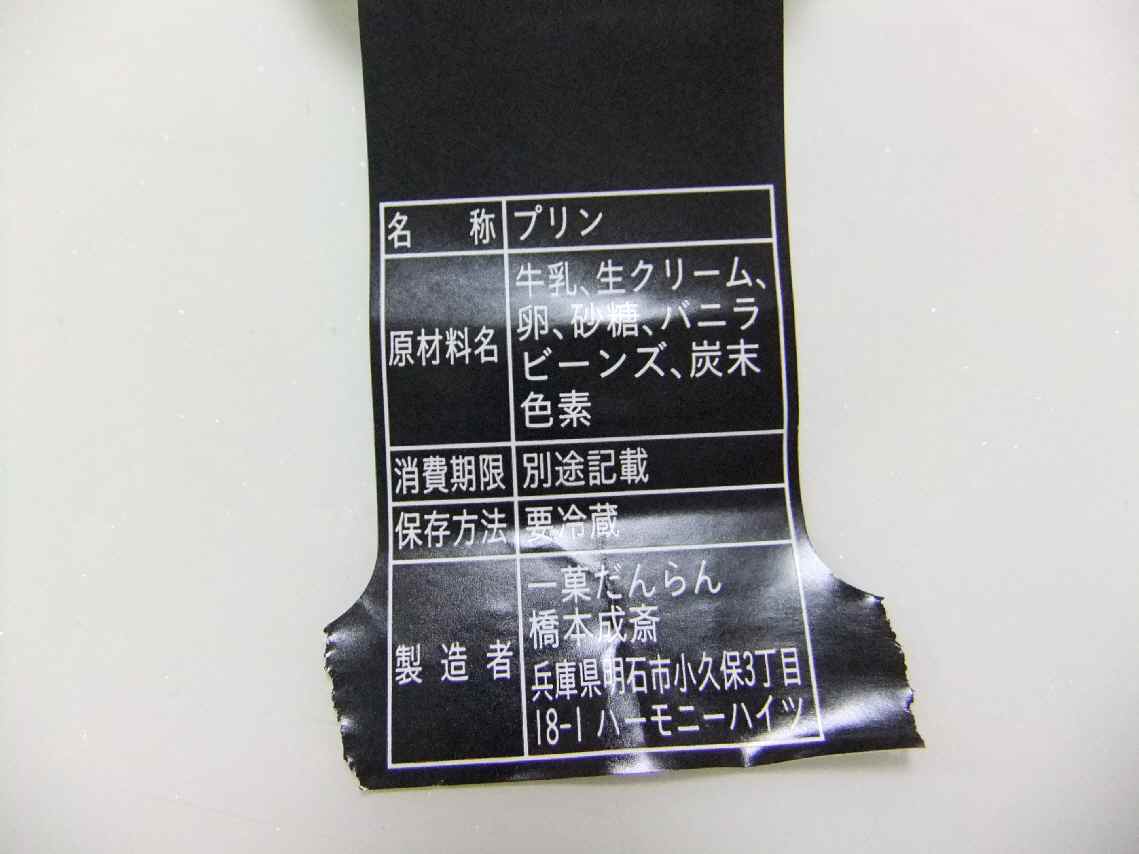 名称 プリン
原材料名 牛乳、生クリーム、
卵、砂糖、バニラ
ビーンズ、炭末
色素
消費期限 別途記載
保存方法 要冷蔵
製造者 一菓だんらん
橋本成斎
兵庫県明石市小久保3丁目
18-1 ハーモニーハイツ